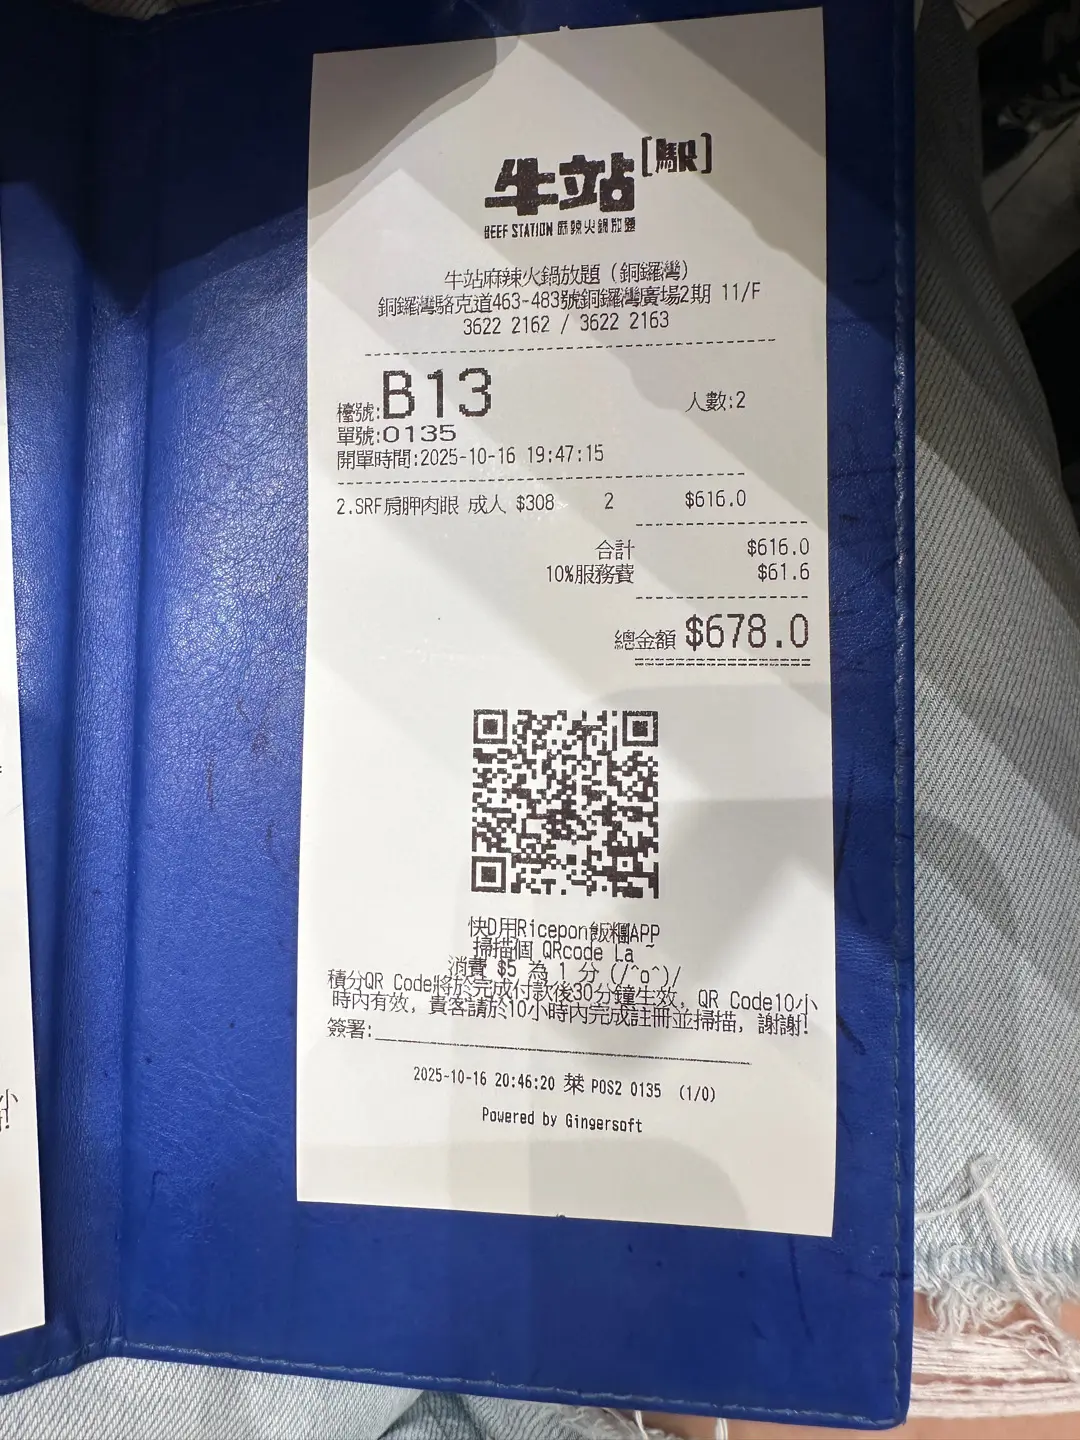 牛站[駅]
BEEF STATION 麻辣火鍋放題
牛站麻辣火鍋放題(銅鑼灣)
銅鑼灣駱克道463-483號銅鑼灣廣場2期 11/F
3622 2162 / 3622 2163
檯號:B13 人數:2
單號:0135
開單時間:2025-10-16 19:47:15
2.SRF肩胛肉眼 成人 $308 2 $616.0
合計 $616.0
10%服務費 $61.6
總金額 $678.0
快D用Ricepon飯糰APP
掃描個 QRcode La ~
消費 $5 為 1 分 (/^o^)/
積分QR Code將於完成付款後30分鐘生效, QR Code10小
時內有效, 貴客請於10小時內完成註冊並掃描, 謝謝!
簽署:
2025-10-16 20:46:20 POS2 0135 (1/0)
Powered by Gingersoft
小
!